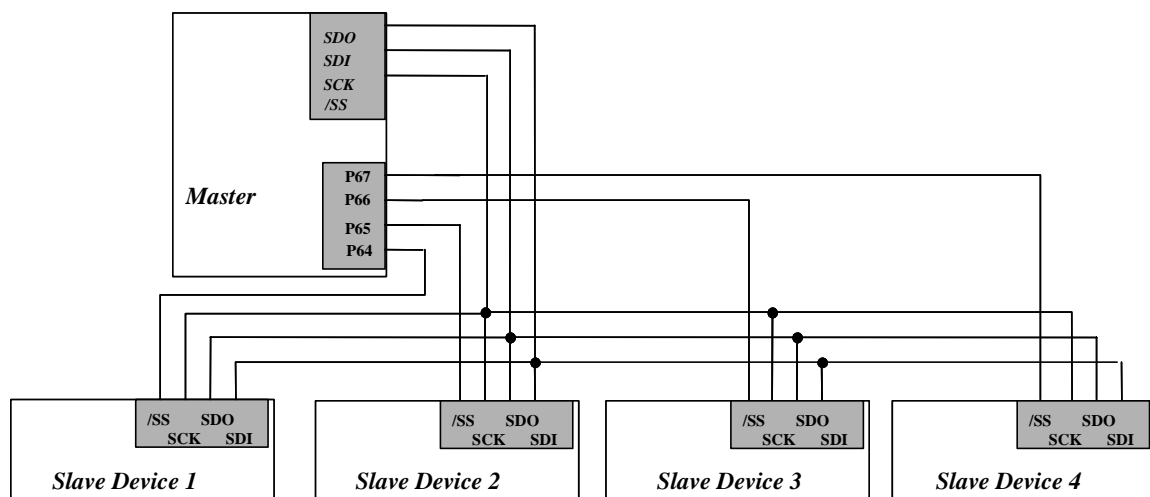 SDO
SDI
SCK
/SS
Master
P67
P66
P65
P64
/SS SDO
SCK SDI
Slave Device 1
/SS SDO
SCK SDI
Slave Device 2
/SS SDO
SCK SDI
Slave Device 3
/SS SDO
SCK SDI
Slave Device 4